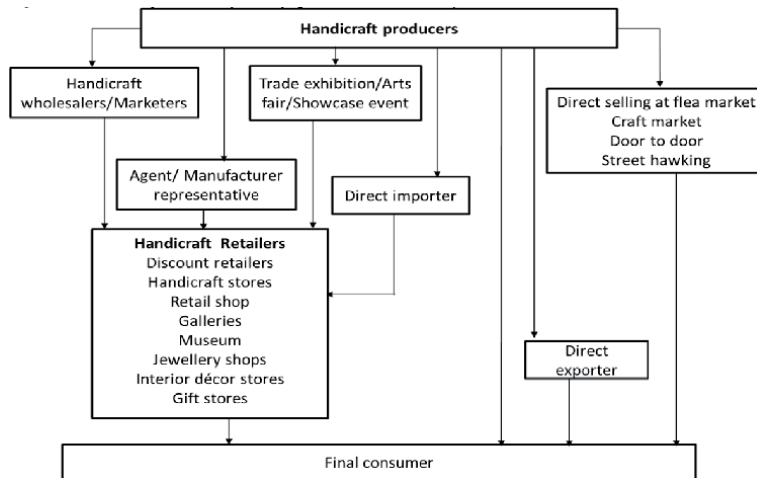 Handicraft producers
Handicraft
wholesalers/Marketers
Trade exhibition/Arts
fair/Showcase event
Direct selling at flea market
Craft market
Door to door
Street hawking
Agent/ Manufacturer
representative
Direct importer
Handicraft Retailers
Discount retailers
Handicraft stores
Retail shop
Galleries
Museum
Jewellery shops
Interior décor stores
Gift stores
Direct
exporter
Final consumer